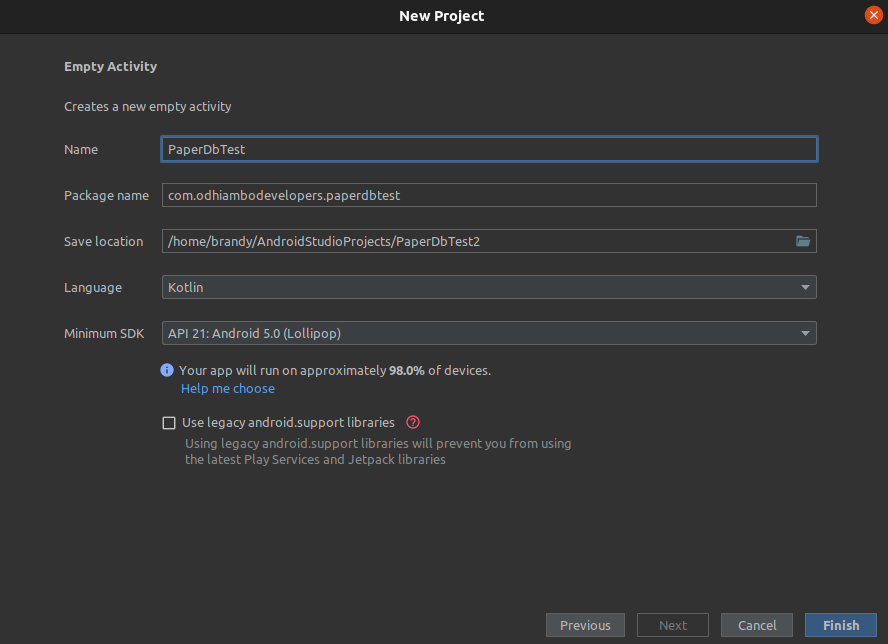 New Project
Empty Activity
Creates a new empty activity
Name PaperDbTest
Package name com.odhiambodevelopers.paperdbtest
Save location /home/brandy/AndroidStudioProjects/PaperDbTest2
Language Kotlin
Minimum SDK API 21: Android 5.0 (Lollipop)
Your app will run on approximately 98.0% of devices.
Help me choose
Use legacy android.support libraries
Using legacy android.support libraries will prevent you from using
the latest Play Services and Jetpack libraries
Previous Next Cancel Finish